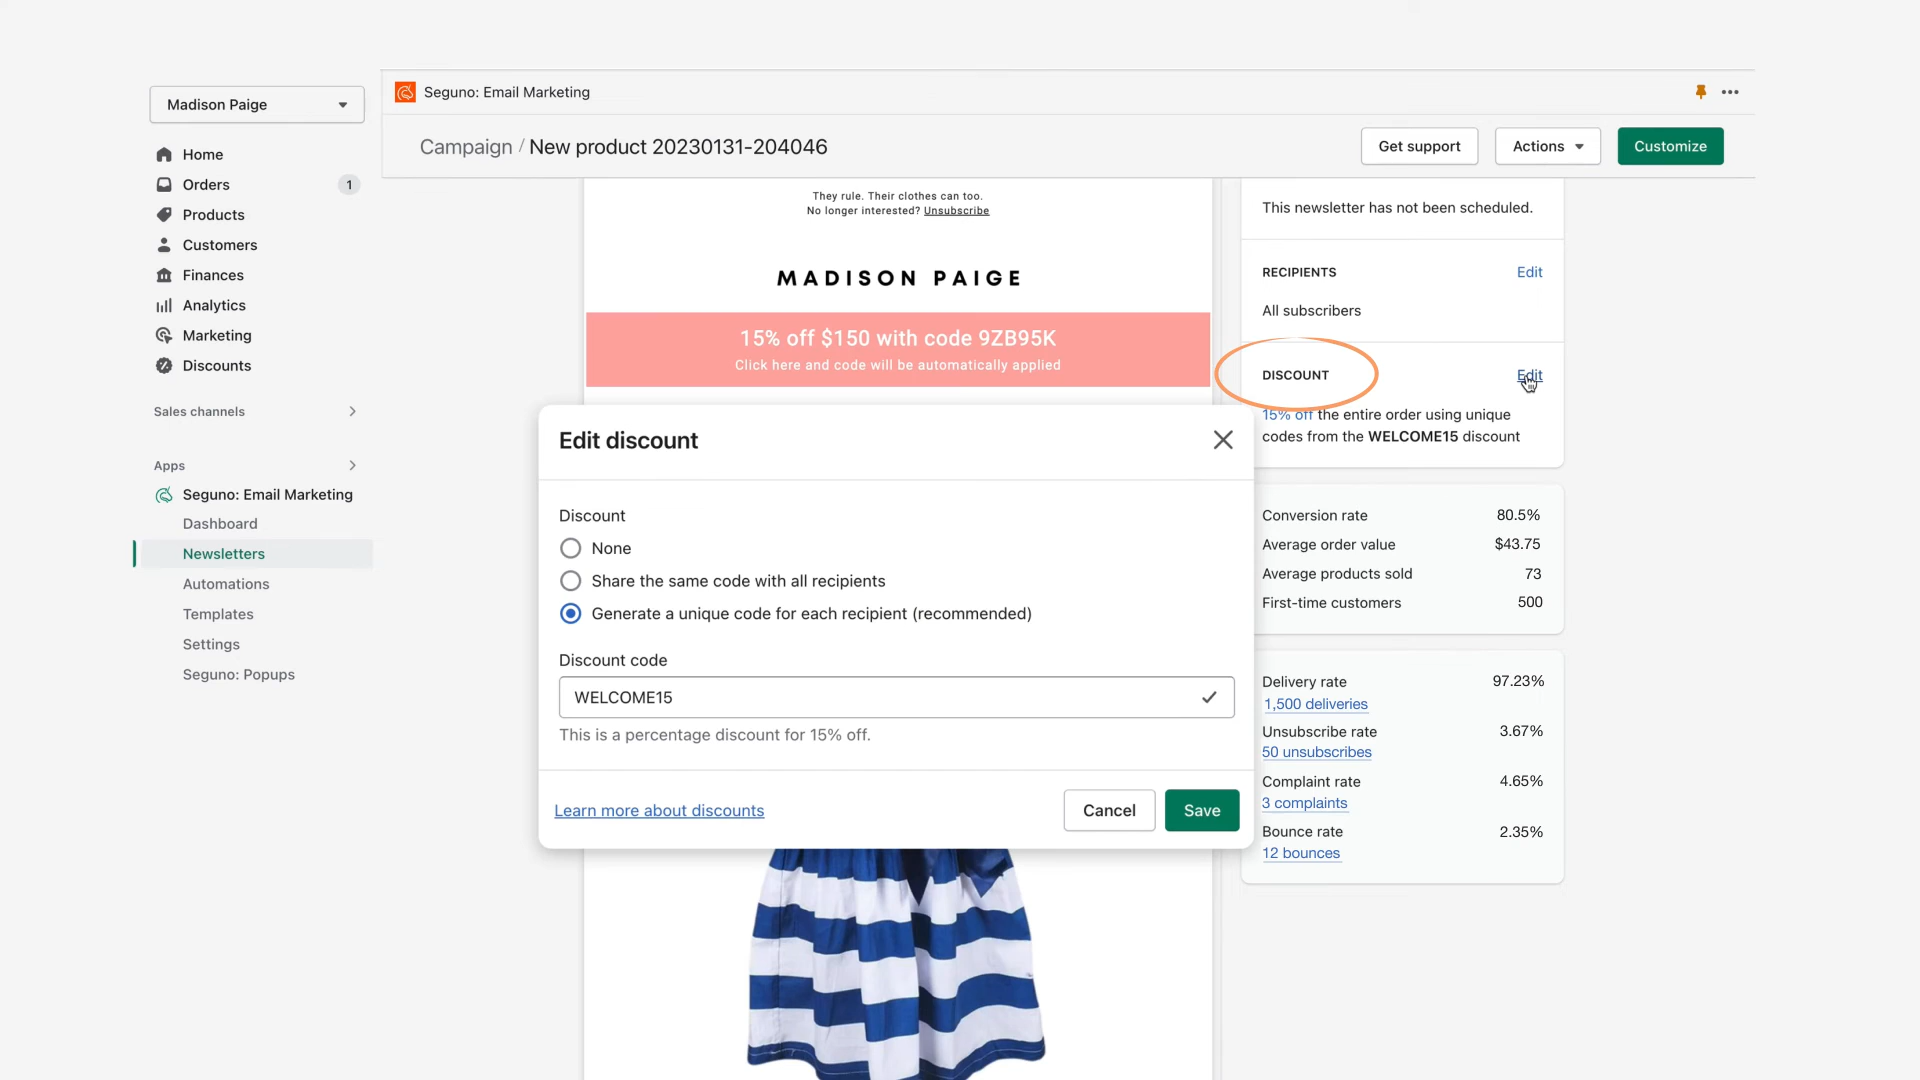 Madison Paige
Home
Orders 1
Products
Customers
Finances
Analytics
Marketing
Discounts
Sales channels
Apps
Seguno: Email Marketing
Dashboard
Newsletters
Automations
Templates
Settings
Seguno: Popups
Seguno: Email Marketing
Campaign / New product 20230131-204046
Get support
Actions
Customize
They rule. Their clothes can too.
No longer interested? Unsubscribe
MADISON PAIGE
15% off $150 with code 9ZB95K
Click here and code will be automatically applied
Edit discount
Discount
None
Share the same code with all recipients
Generate a unique code for each recipient (recommended)
Discount code
WELCOME15
This is a percentage discount for 15% off.
Learn more about discounts
Cancel
Save
This newsletter has not been scheduled.
RECIPIENTS Edit
All subscribers
DISCOUNT Edit
15% off the entire order using unique
codes from the WELCOME15 discount
Conversion rate 80.5%
Average order value $43.75
Average products sold 73
First-time customers 500
Delivery rate 97.23%
1,500 deliveries
Unsubscribe rate 3.67%
50 unsubscribes
Complaint rate 4.65%
3 complaints
Bounce rate 2.35%
12 bounces